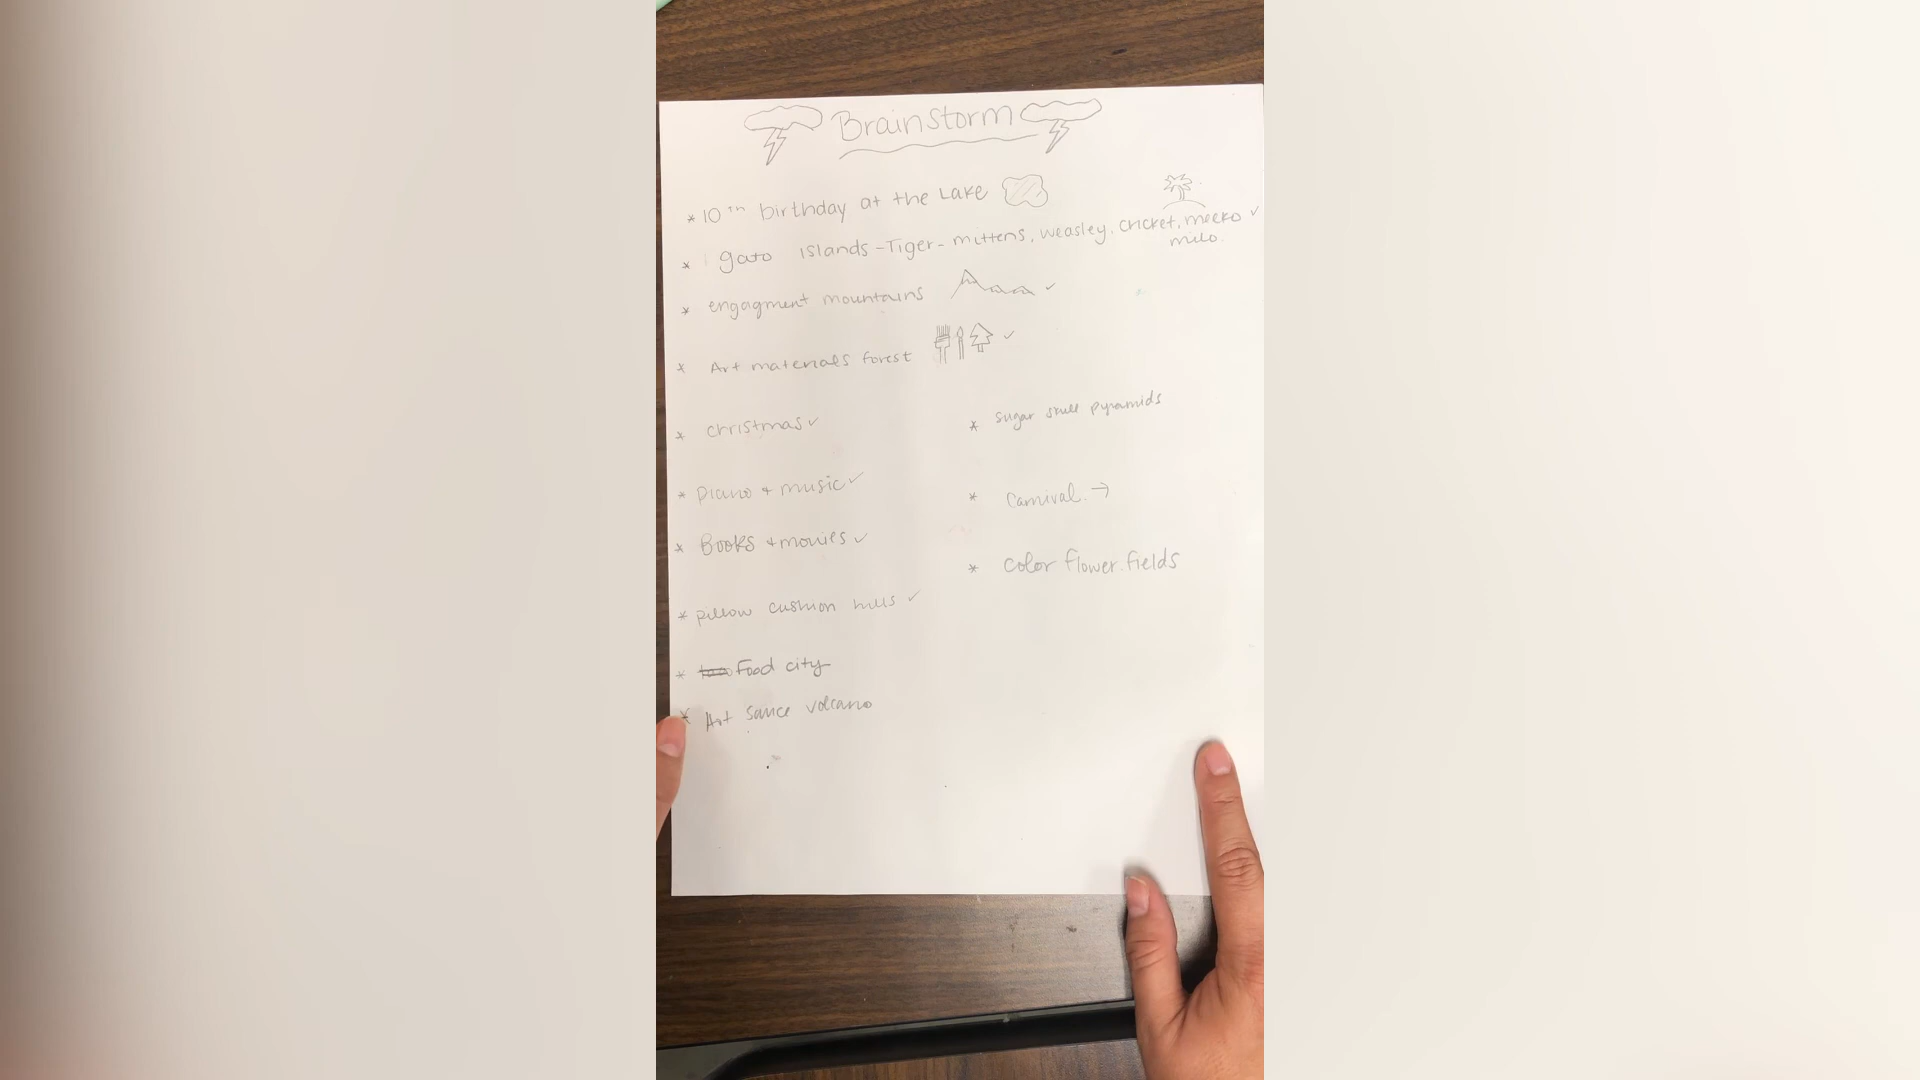 Brainstorm
* 10th birthday at the Lake
* gato Islands - Tiger - mittens, weasley, cricket, meeko ✓
milo.
* engagment mountains ✓
* Art materials forest ✓
* christmas ✓
* piano + music ✓
* Books + movies ✓
* pillow cushion hills ✓
* Food city
* Art sauce volcano
* sugar skull pyramids
* Carnival. →
* Color flower fields